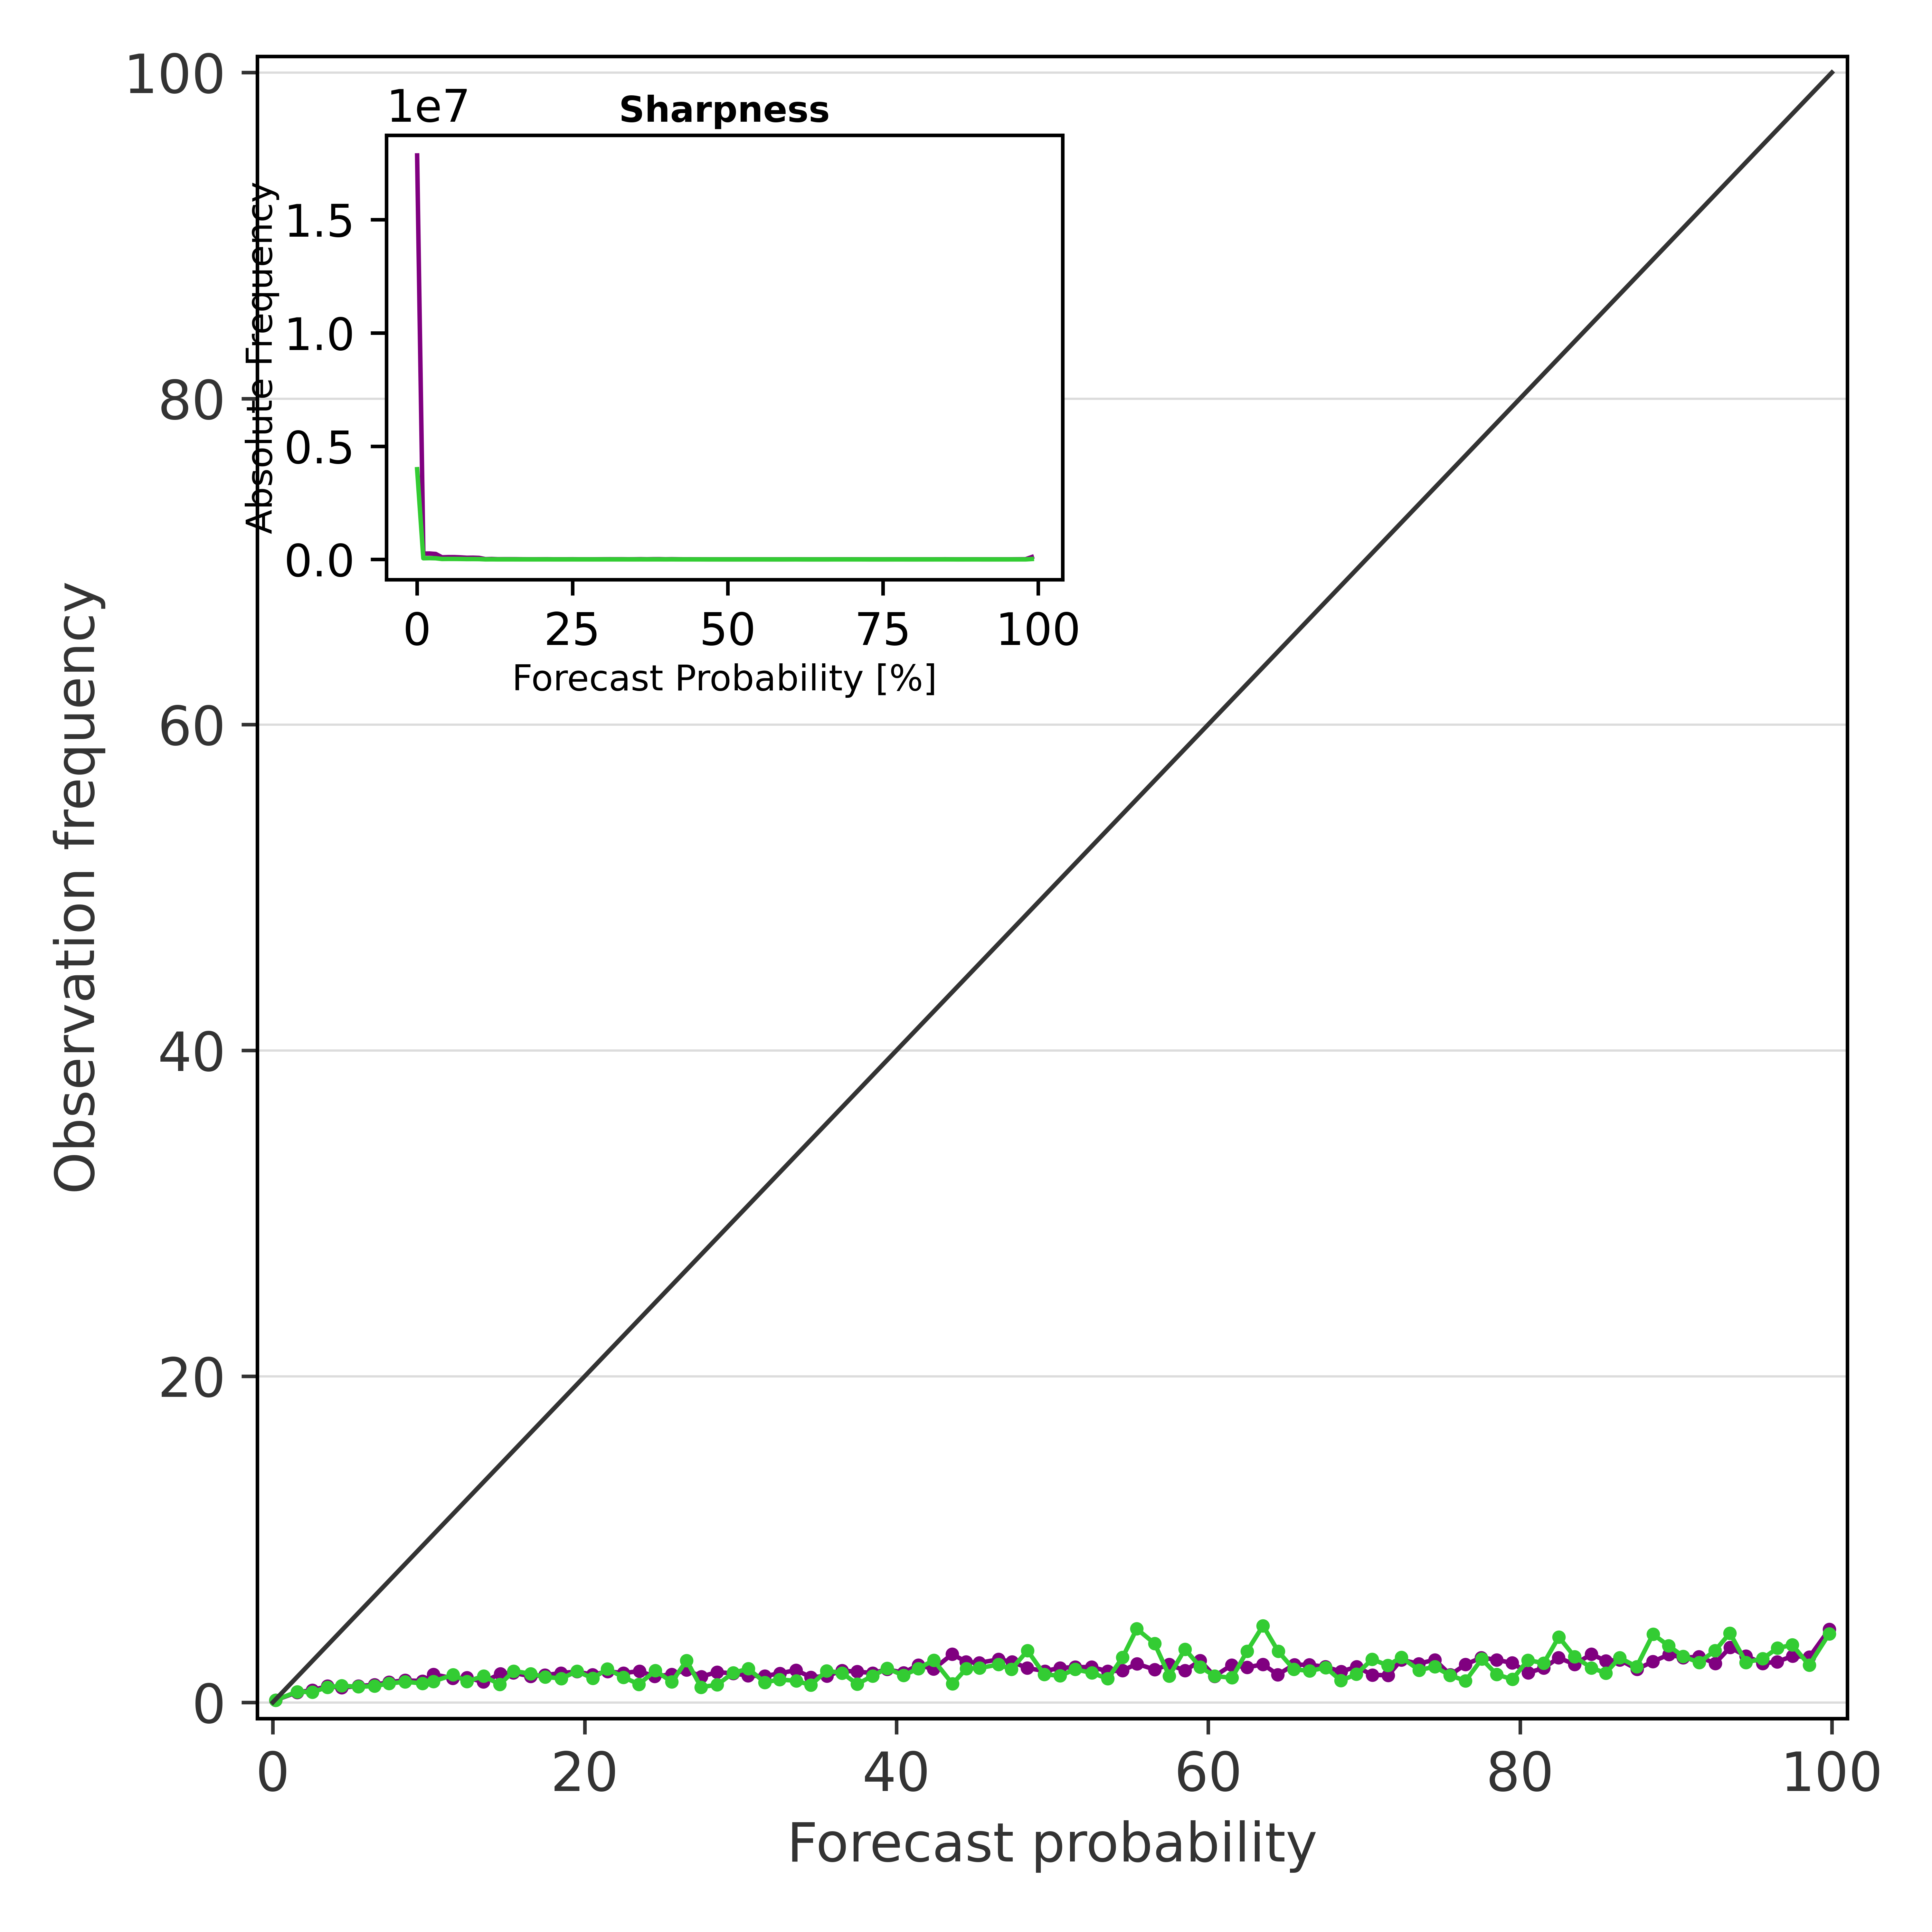 100
80
60
40
20
0
Observation frequency
1e7
Sharpness
1.5
1.0
0.5
0.0
Absolute Frequency
0 25 50 75 100
Forecast Probability [%]
0 20 40 60 80 100
Forecast probability